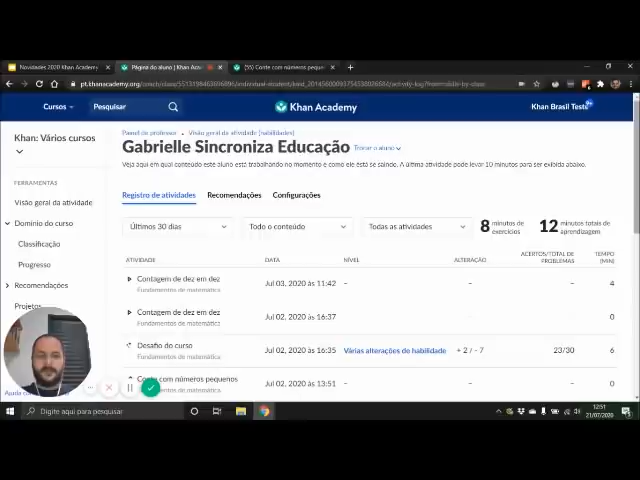 Novidades 2020 Khan Academy
Página do aluno | Khan Aca
(55) Conte com números pequen
pt.khanacademy.org/coach/class/
Cursos
Pesquisar
Khan Academy
Khan Brasil Teste
Khan: Vários cursos
FERRAMENTAS
Visão geral da atividade
Domínio do curso
Classificação
Progresso
Recomendações
Projetos
Painel do professor
Visão geral da atividade (habilidades)
Gabrielle Sincroniza Educação
Trocar o aluno
Veja aqui em qual conteúdo este aluno está trabalhando no momento e como ele está se saindo. A última atividade pode levar 10 minutos para ser exibida abaixo.
Registro de atividades
Recomendações
Configurações
Últimos 30 dias
Todo o conteúdo
Todas as atividades
8 minutos de exercícios
12 minutos totais de aprendizagem
ATIVIDADE DATA NÍVEL ALTERAÇÃO ACERTOS/TOTAL DE PROBLEMAS TEMPO (MIN)
Contagem de dez em dez Jul 03, 2020 às 11:42 – – – 4
Fundamentos de matemática
Contagem de dez em dez Jul 02, 2020 às 16:37 – – – 0
Fundamentos de matemática
Desafio do curso Jul 02, 2020 às 16:35 Várias alterações de habilidade + 2 / - 7 23/30 6
Fundamentos de matemática
Conte com números pequenos Jul 02, 2020 às 13:51 – – – 0
Fundamentos de matemática
Digite aqui para pesquisar
12:51
21/07/2020